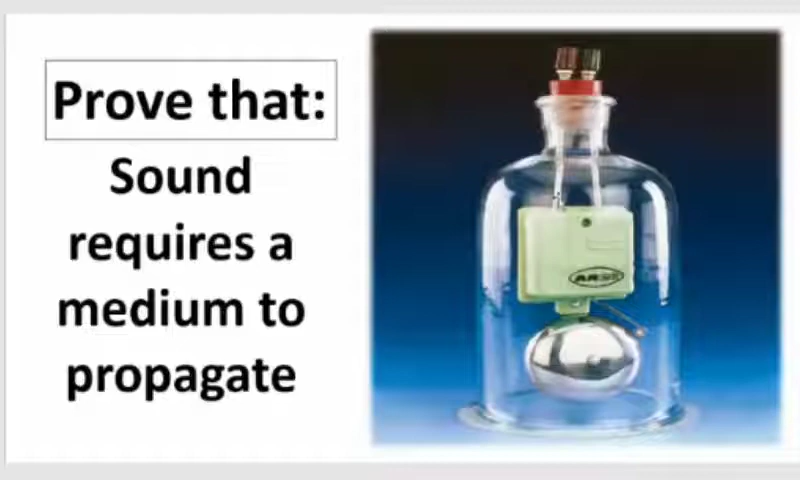 Prove that:
Sound
requires a
medium to
propagate